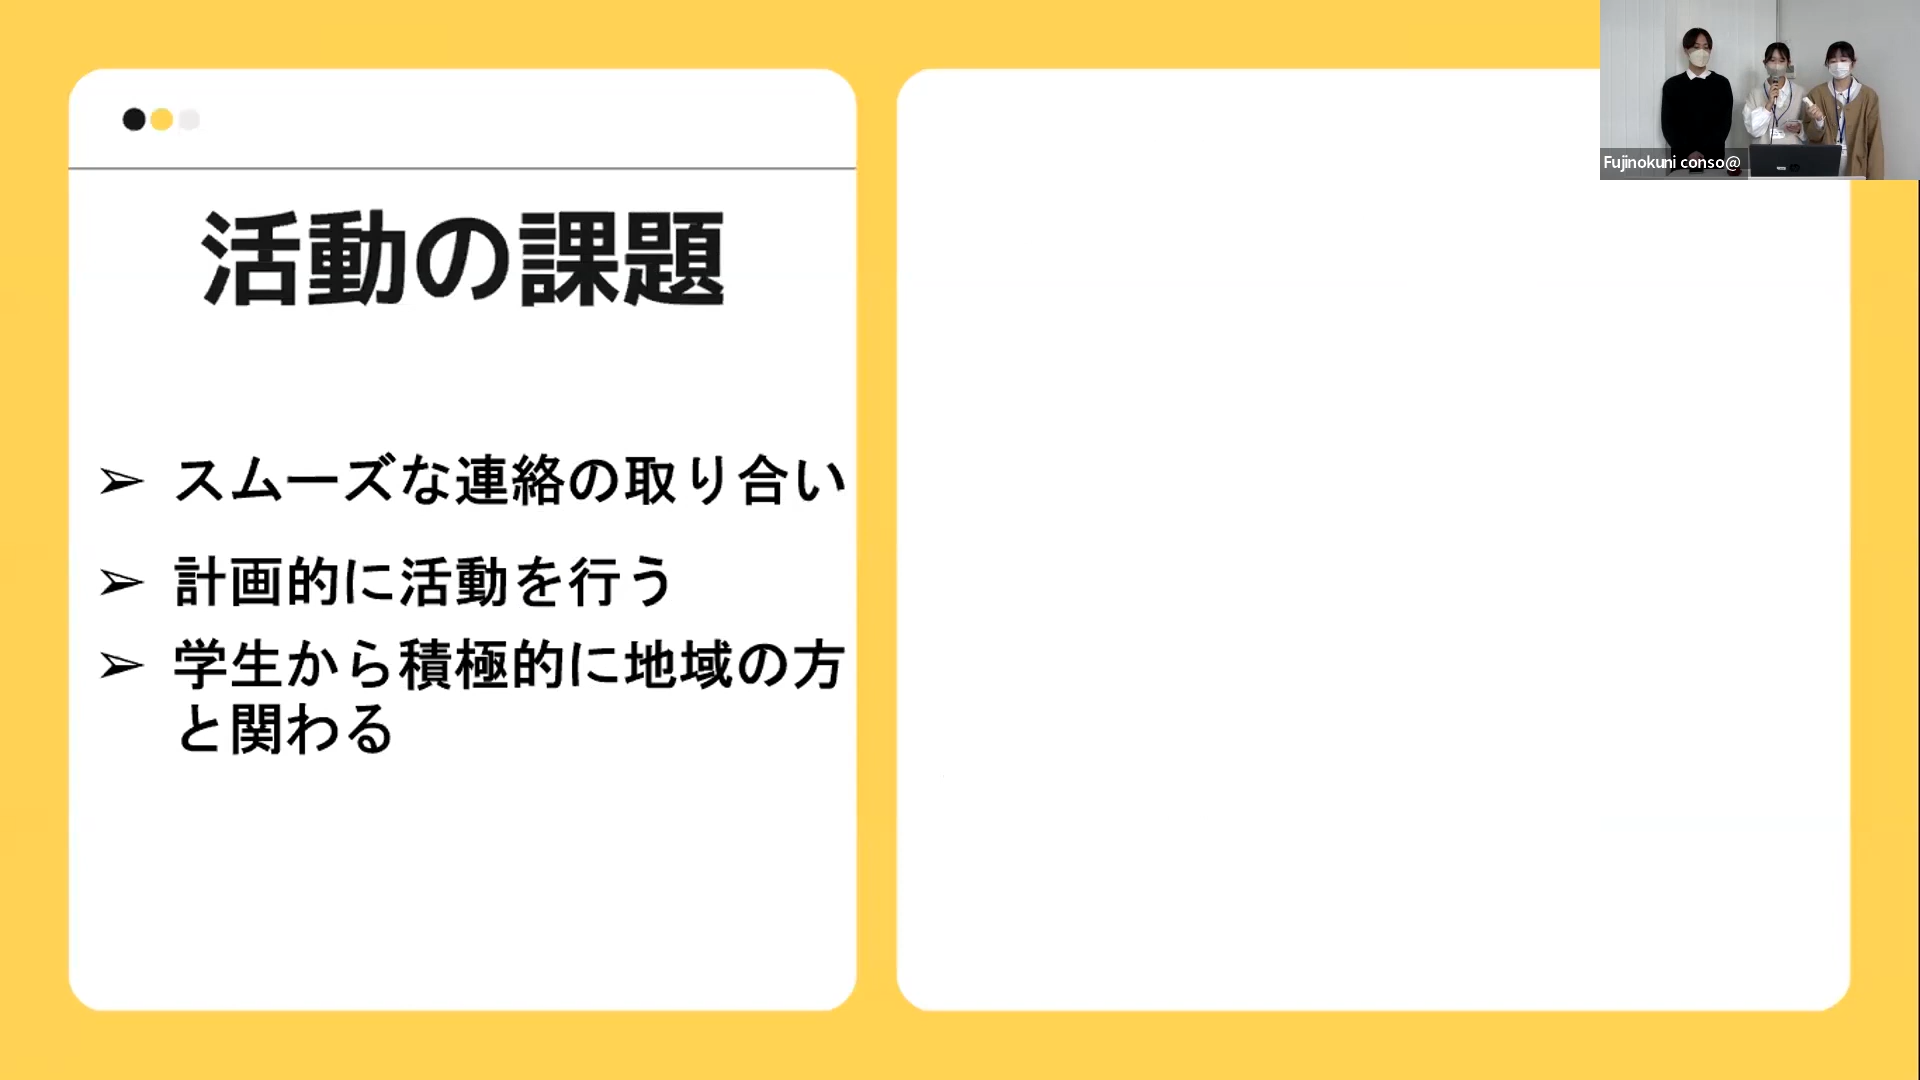 活動の課題
➢ スムーズな連絡の取り合い
➢ 計画的に活動を行う
➢ 学生から積極的に地域の方
と関わる
Fujinokuni conso@